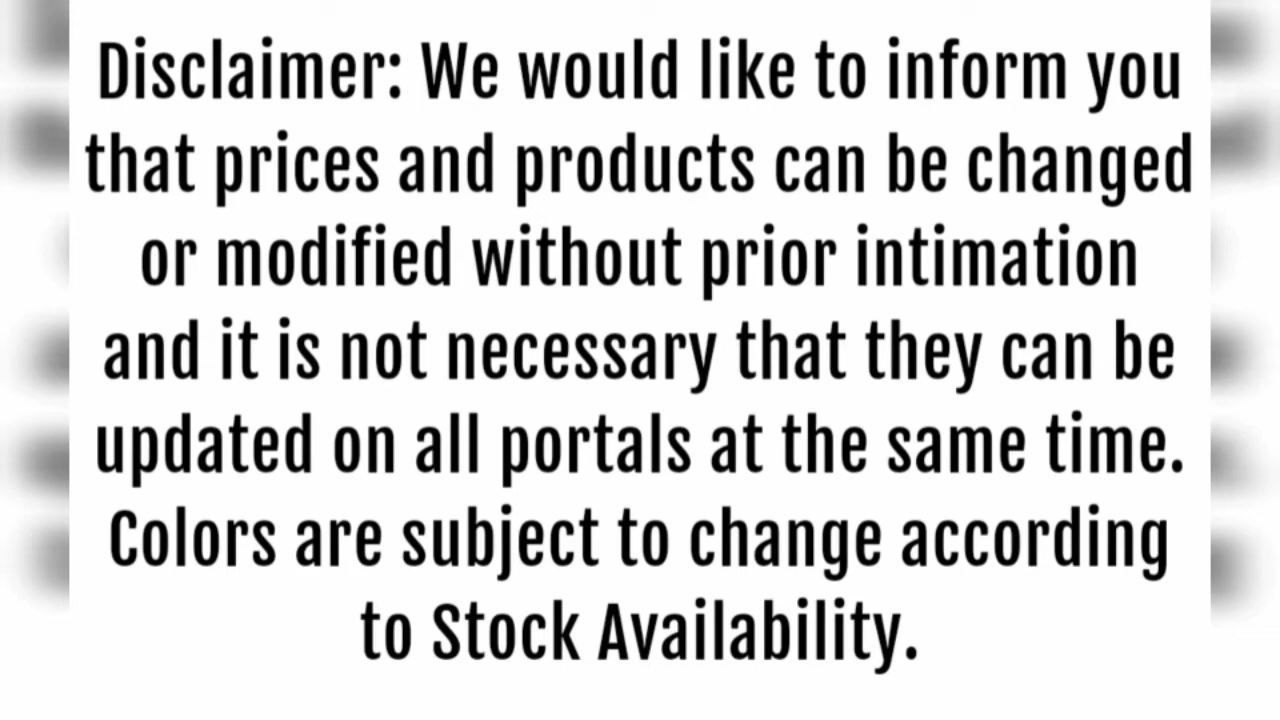 Disclaimer: We would like to inform you
that prices and products can be changed
or modified without prior intimation
and it is not necessary that they can be
updated on all portals at the same time.
Colors are subject to change according
to Stock Availability.